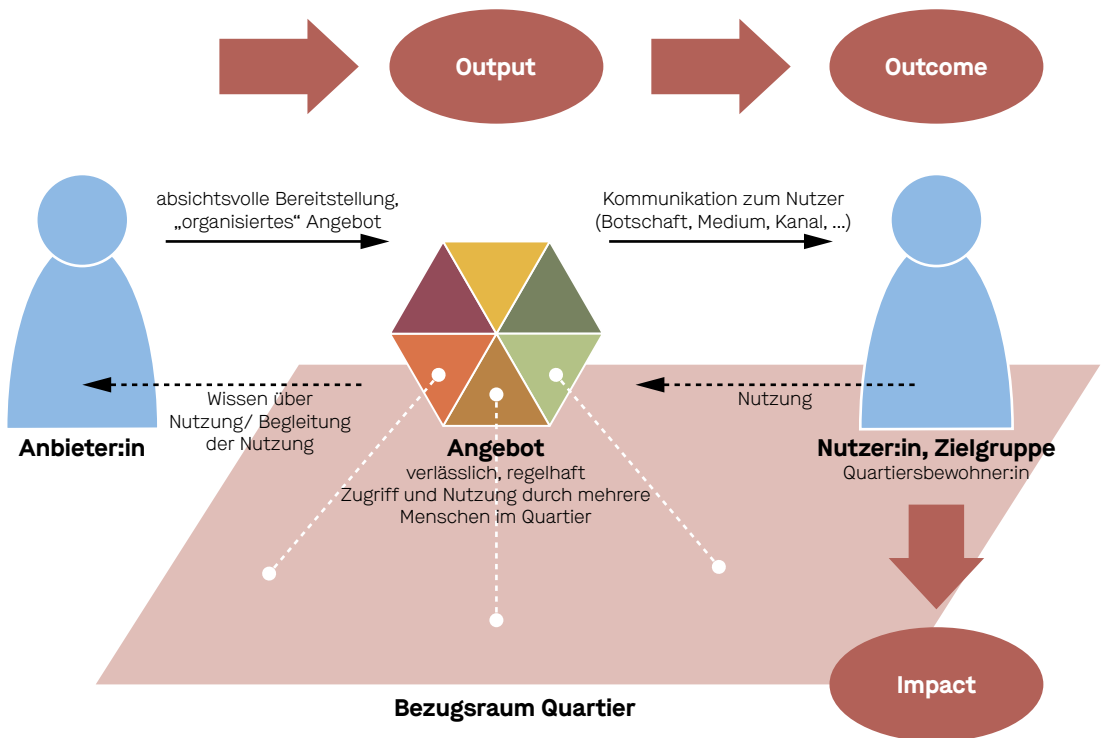 Output
Outcome
absichtsvolle Bereitstellung,
„organisiertes“ Angebot
Kommunikation zum Nutzer
(Botschaft, Medium, Kanal, ...)
Wissen über
Nutzung/ Begleitung
der Nutzung
Nutzung
Anbieter:in
Angebot
verlässlich, regelhaft
Zugriff und Nutzung durch mehrere
Menschen im Quartier
Nutzer:in, Zielgruppe
Quartiersbewohner:in
Impact
Bezugsraum Quartier